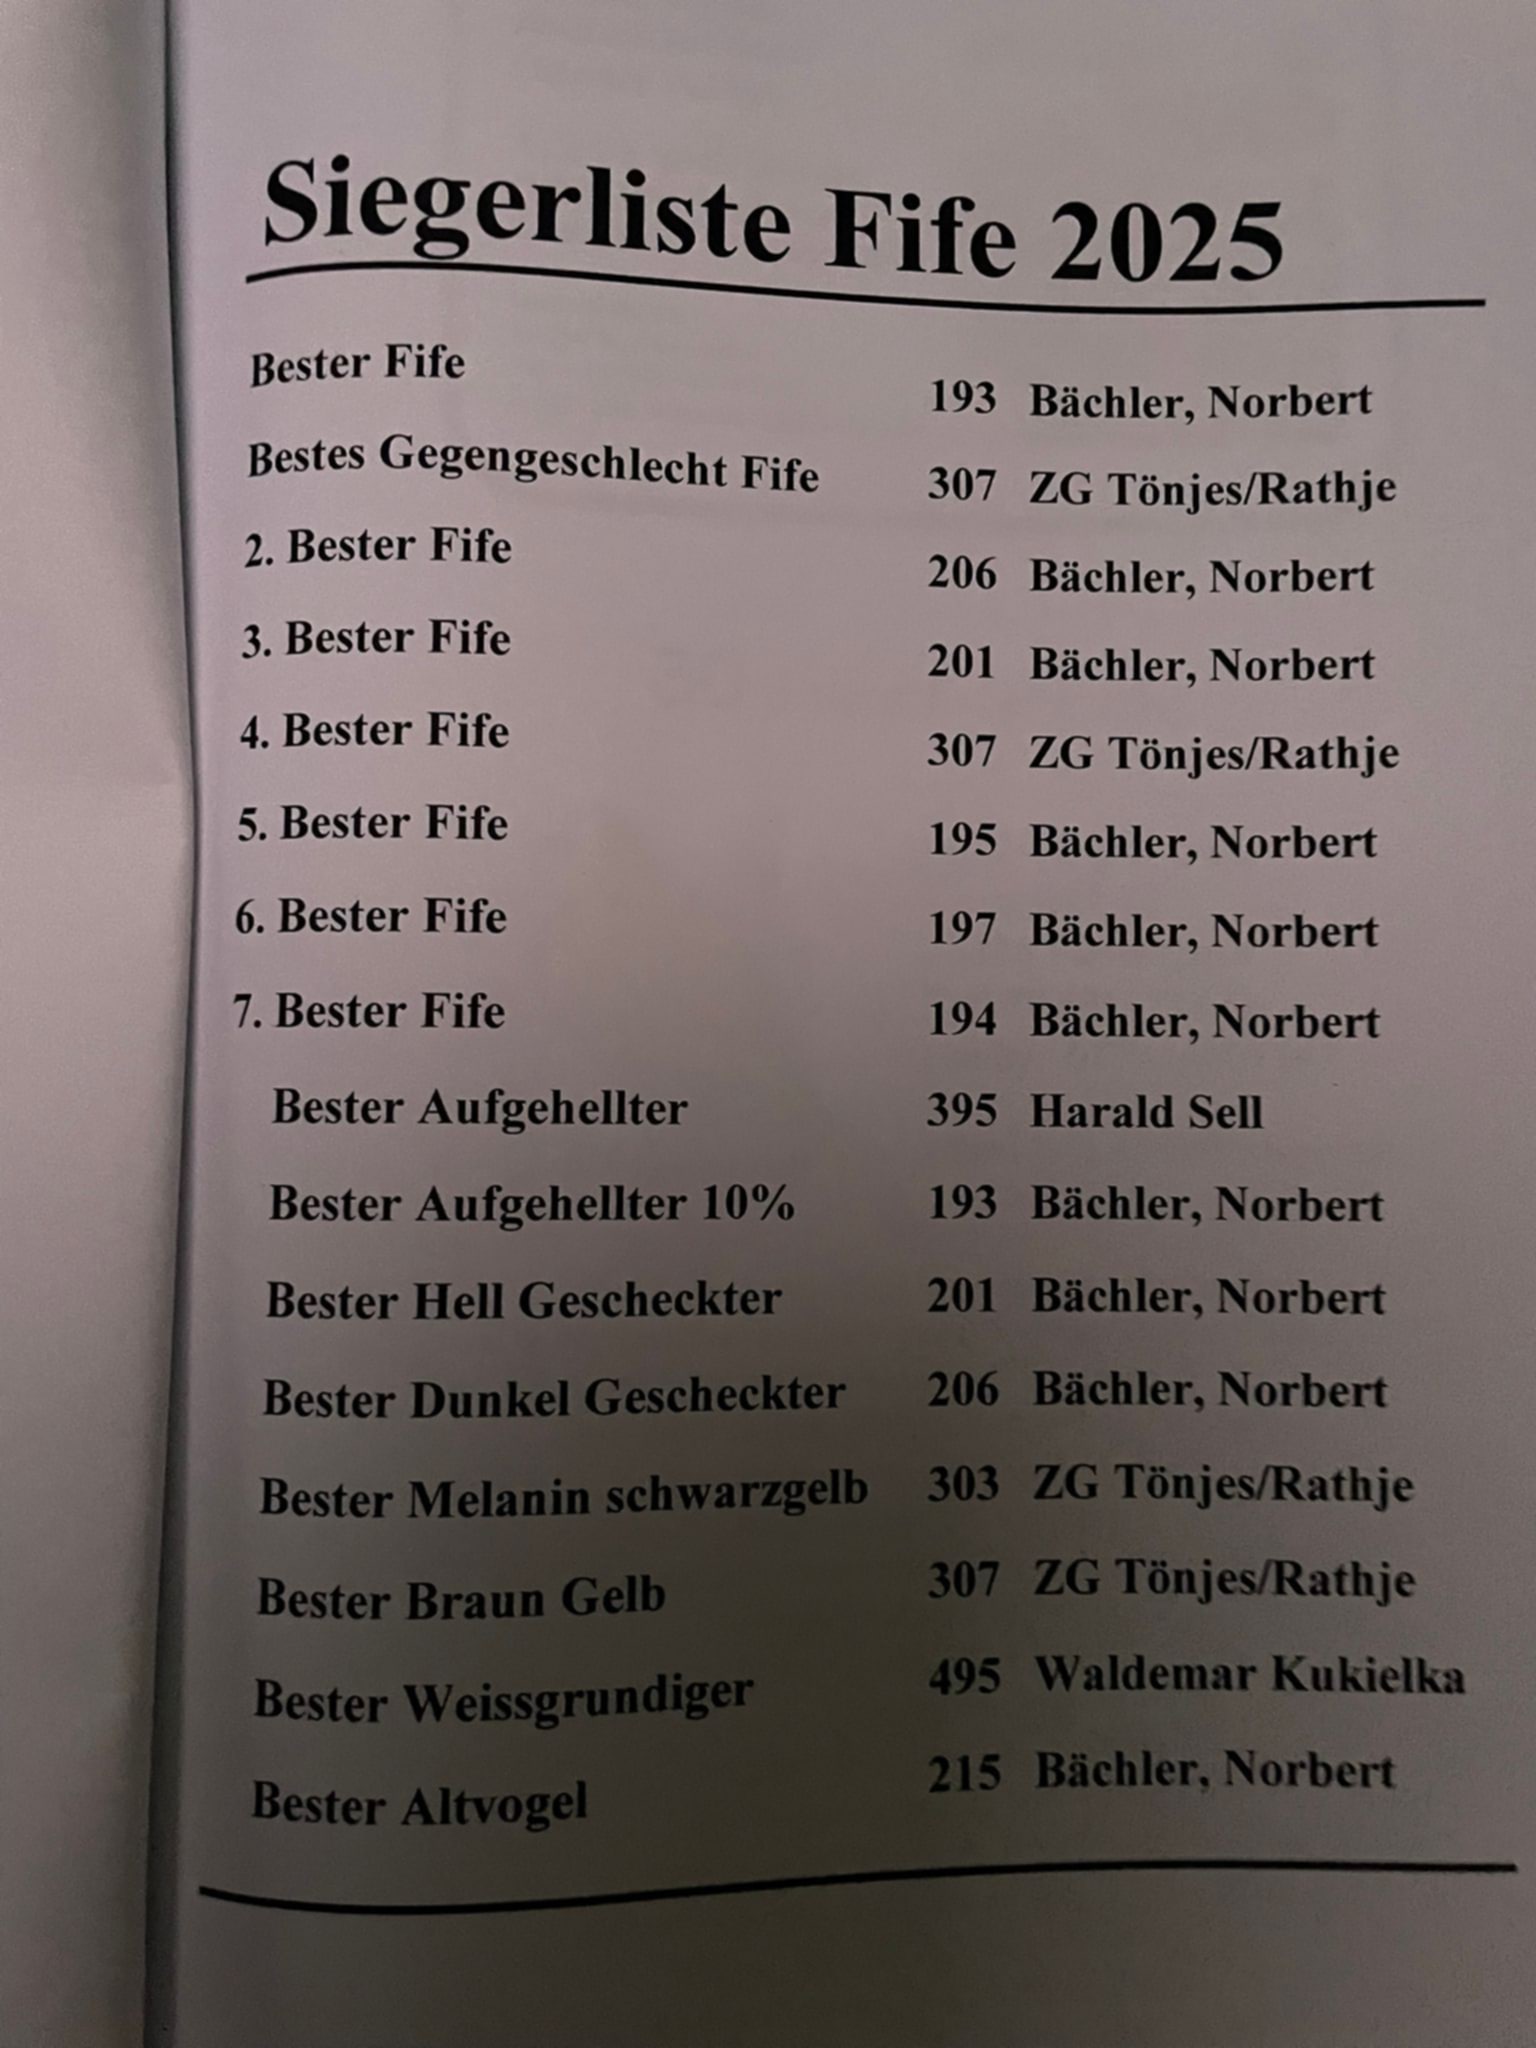 Siegerliste Fife 2025
Bester Fife 193 Bächler, Norbert
Bestes Gegengeschlecht Fife 307 ZG Tönjes/Rathje
2. Bester Fife 206 Bächler, Norbert
3. Bester Fife 201 Bächler, Norbert
4. Bester Fife 307 ZG Tönjes/Rathje
5. Bester Fife 195 Bächler, Norbert
6. Bester Fife 197 Bächler, Norbert
7. Bester Fife 194 Bächler, Norbert
Bester Aufgehellter 395 Harald Sell
Bester Aufgehellter 10% 193 Bächler, Norbert
Bester Hell Gescheckter 201 Bächler, Norbert
Bester Dunkel Gescheckter 206 Bächler, Norbert
Bester Melanin schwarzgelb 303 ZG Tönjes/Rathje
Bester Braun Gelb 307 ZG Tönjes/Rathje
Bester Weissgrundiger 495 Waldemar Kukielka
Bester Altvogel 215 Bächler, Norbert